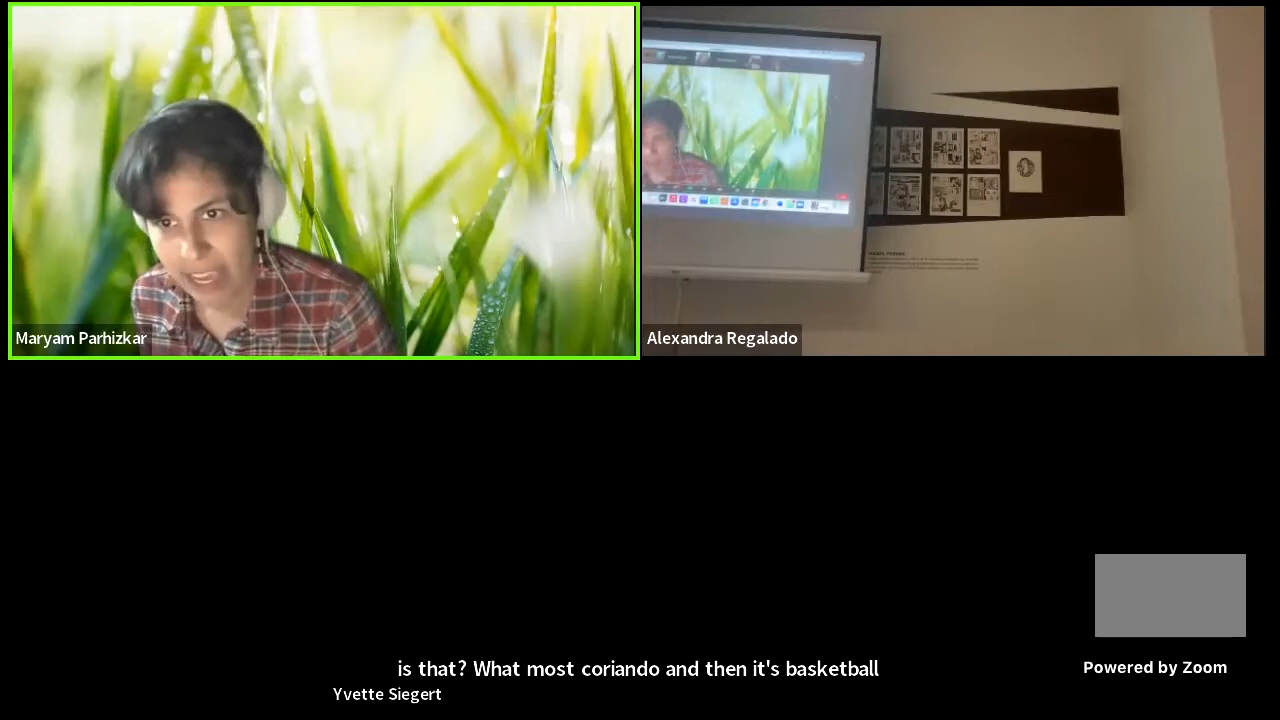 Maryam Parhizkar
Alexandra Regalado
is that? What most coriando and then it's basketball
Powered by Zoom
Yvette Siegert